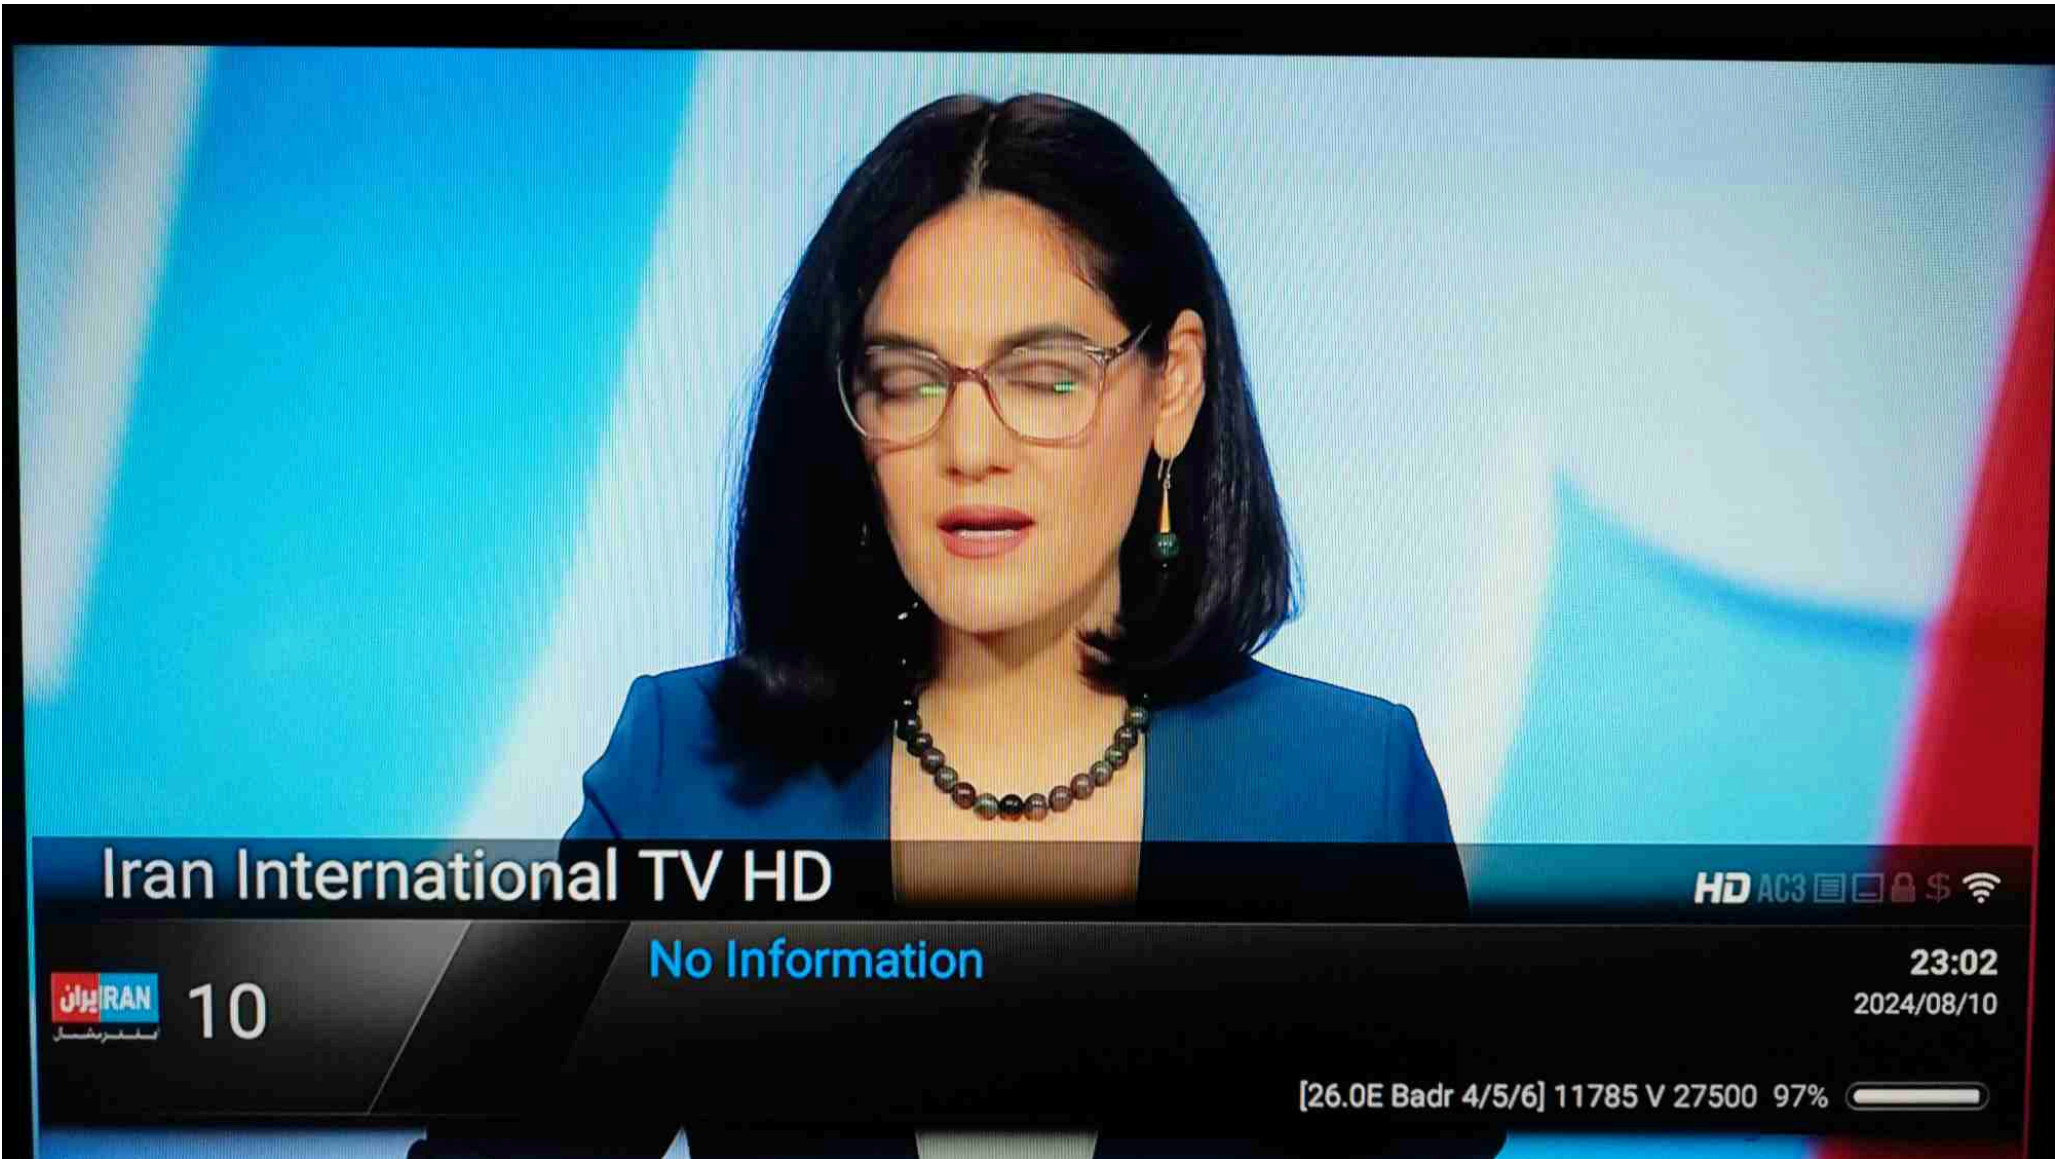 Iran International TV HD
HD AC3 $
No Information
23:02
2024/08/10
ایران IRAN
اینترنشنال
10
[26.0E Badr 4/5/6] 11785 V 27500 97%